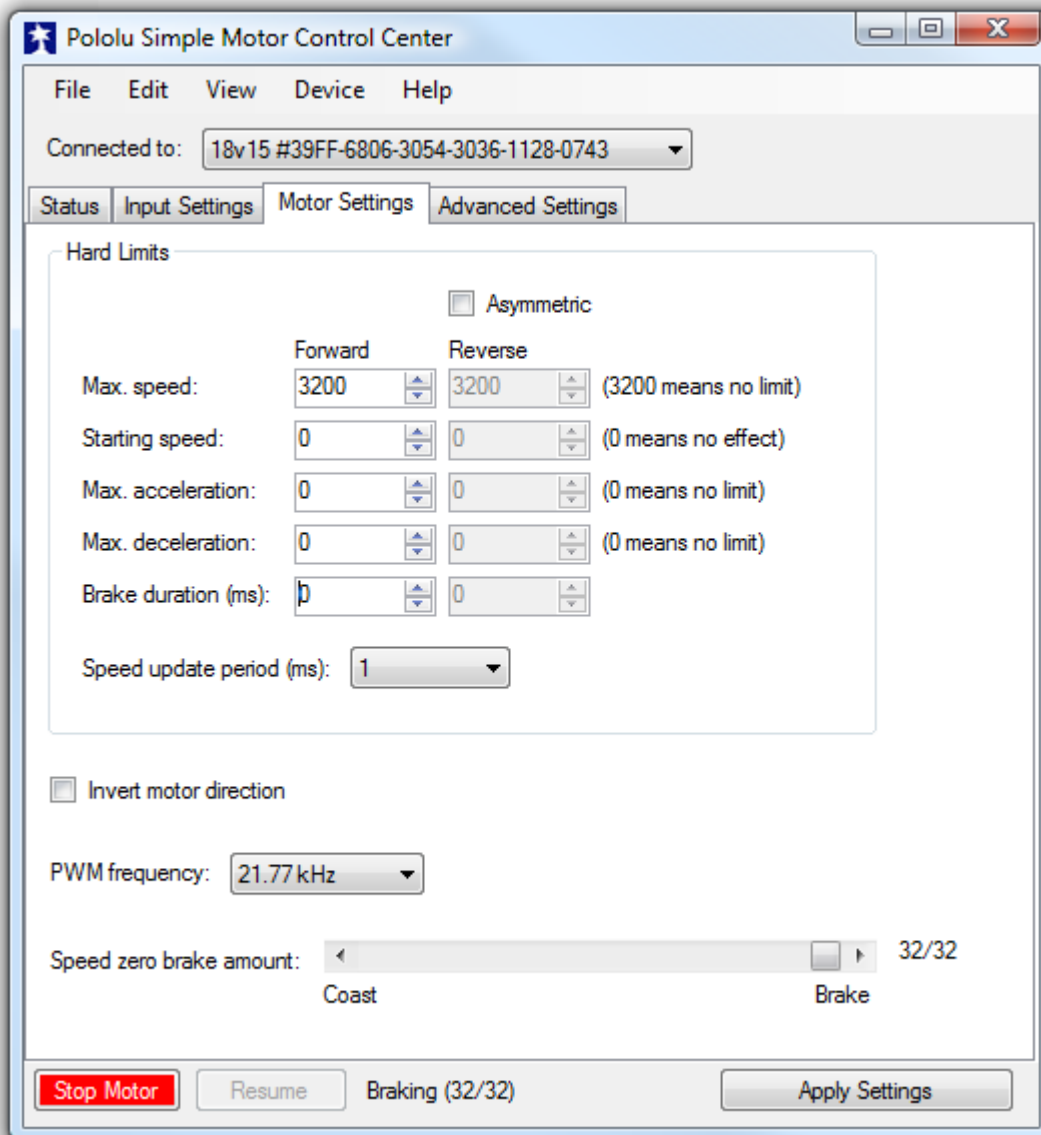 Pololu Simple Motor Control Center
File Edit View Device Help
Connected to: 18v15 #39FF-6806-3054-3036-1128-0743
Status Input Settings Motor Settings Advanced Settings
Hard Limits
Asymmetric
Forward Reverse
Max. speed: 3200 3200 (3200 means no limit)
Starting speed: 0 0 (0 means no effect)
Max. acceleration: 0 0 (0 means no limit)
Max. deceleration: 0 0 (0 means no limit)
Brake duration (ms): 0 0
Speed update period (ms): 1
Invert motor direction
PWM frequency: 21.77 kHz
Speed zero brake amount: 32/32
Coast Brake
Stop Motor Resume Braking (32/32) Apply Settings